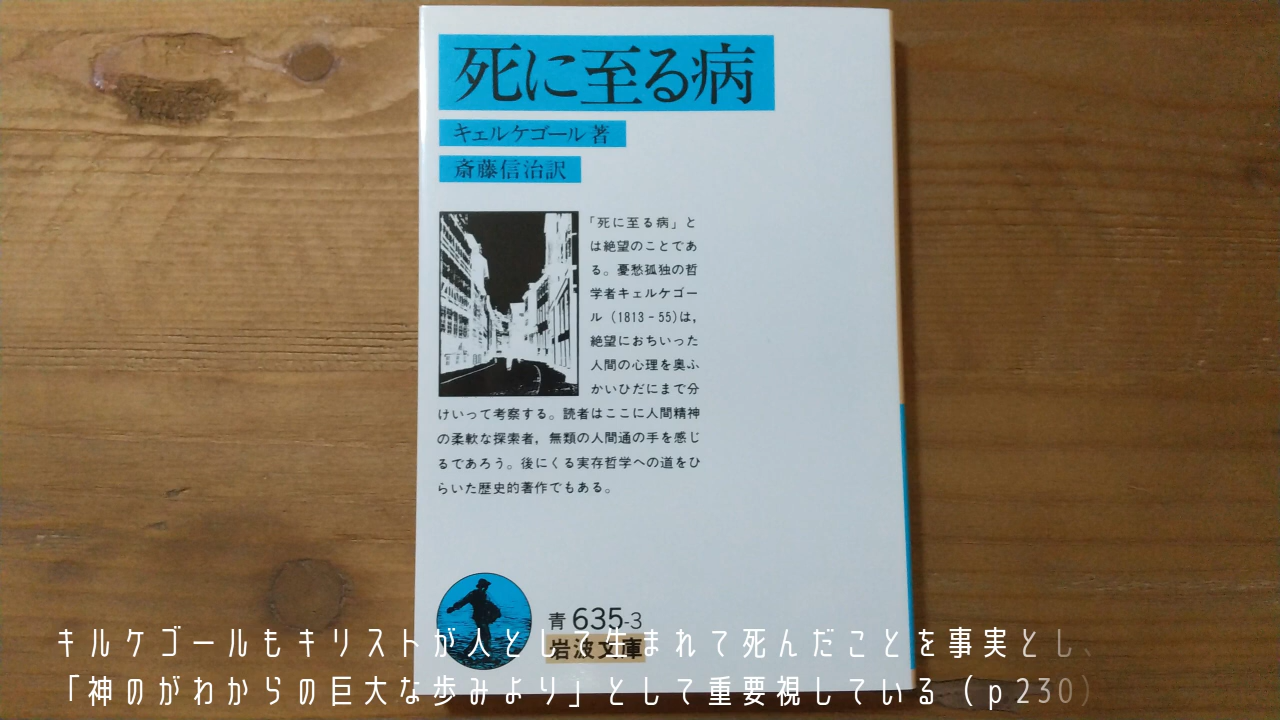 死に至る病
キェルケゴール 著
斎藤信治訳
「死に至る病」と
は絶望のことであ
る。憂愁孤独の哲
学者キェルケゴー
ル(1813‐55)は,
絶望におちいった
人間の心理を奥ふ
かいひだにまで分
けいって考察する。読者はここに人間精神
の柔軟な探索者,無類の人間通の手を感じ
るであろう。後にくる実存哲学への道をひ
らいた歴史的著作でもある。
青 635-3
岩波文庫
キルケゴールもキリストが人として生まれて死んだことを事実とし、
「神のがわからの巨大な歩みより」として重要視している(p230)